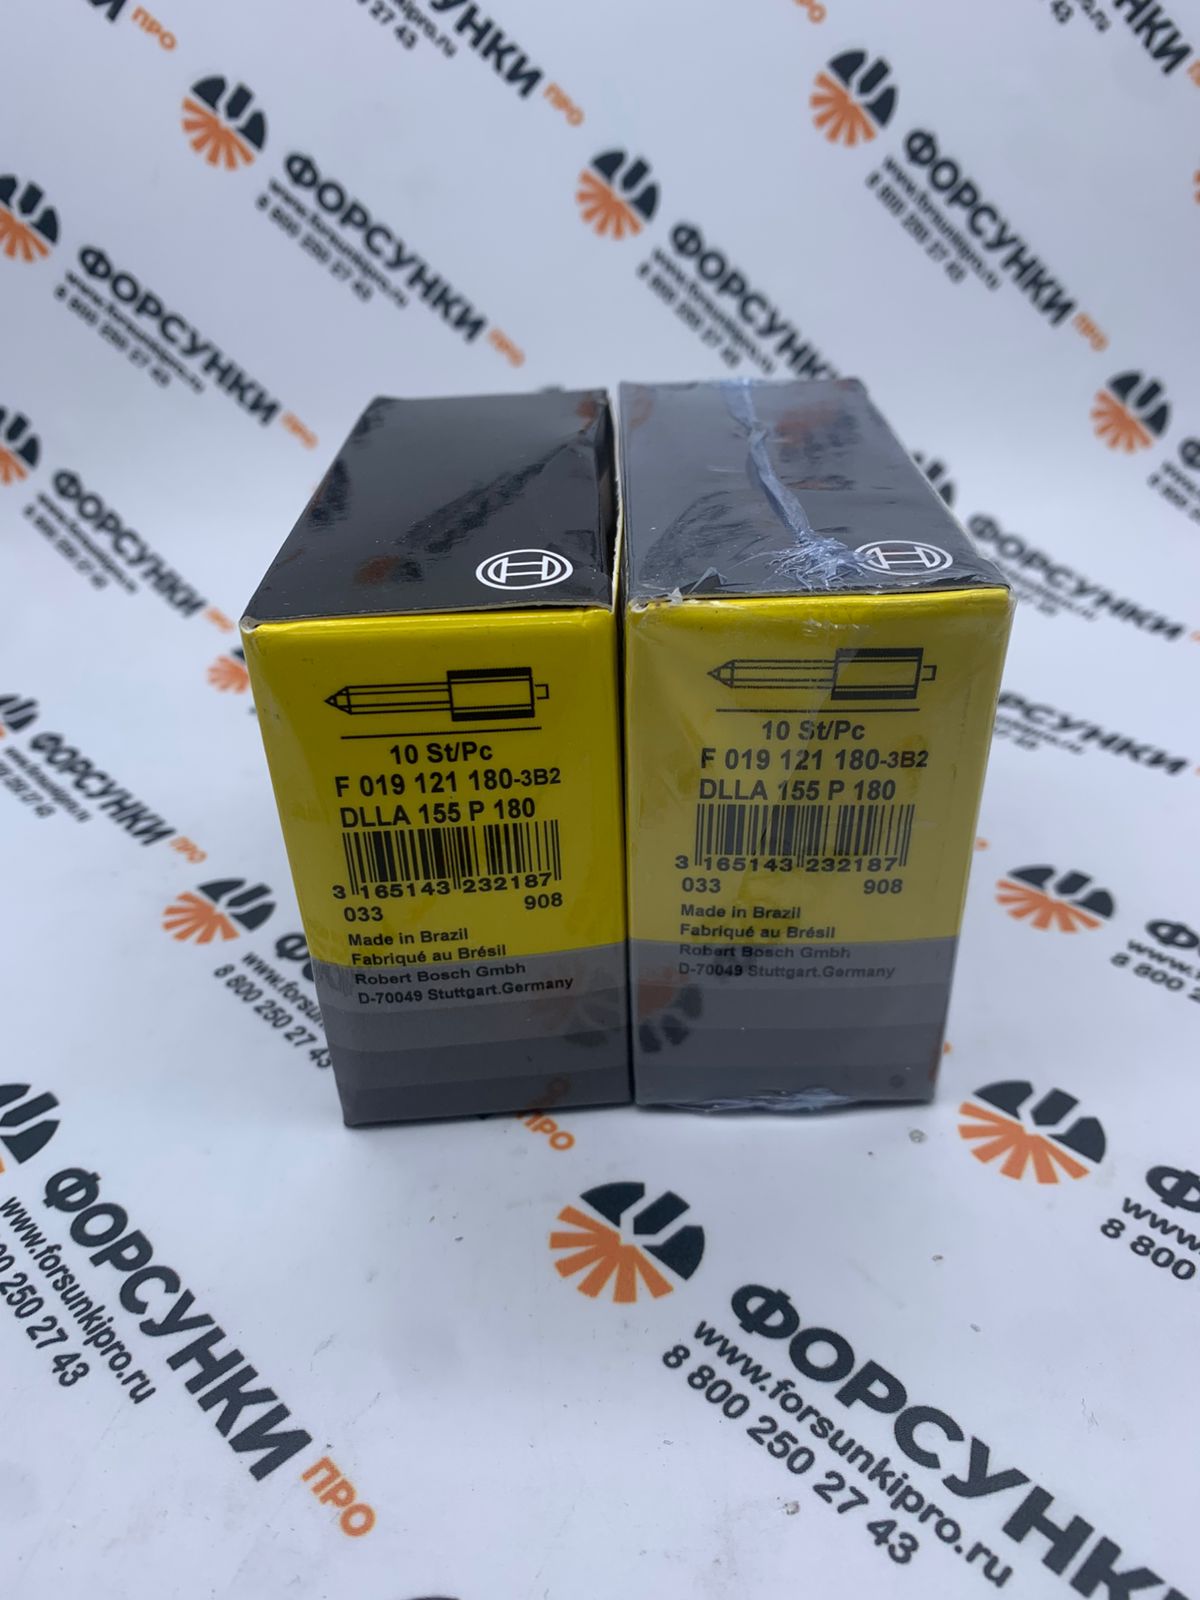 ФОРСУНКИ ПРО
www.forsunkipro.ru
8 800 250 27 43
10 St/Pc
F 019 121 180-3B2
DLLA 155 P 180
3 165143 232187
033 908
Made in Brazil
Fabriqué au Brésil
Robert Bosch Gmbh
D-70049 Stuttgart.Germany
10 St/Pc
F 019 121 180-3B2
DLLA 155 P 180
3 165143 232187
033 908
Made in Brazil
Fabriqué au Brésil
Robert Bosch Gmbh
D-70049 Stuttgart.Germany
ФОРСУНКИ ПРО
www.forsunkipro.ru
8 800 250 27 43